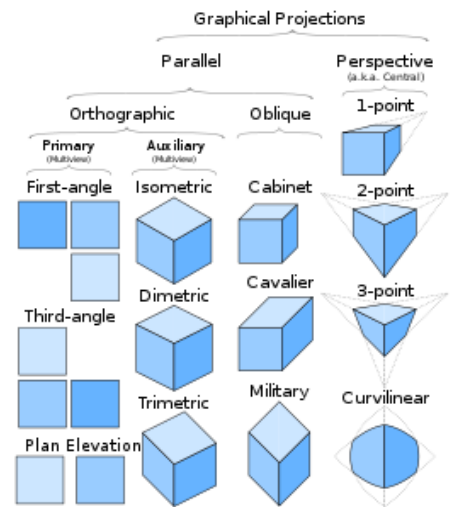 Graphical Projections
Parallel
Perspective
(a.k.a. Central)
Orthographic
Oblique
1-point
Primary
(Multiview)
Auxiliary
(Multiview)
First-angle
Isometric
Cabinet
2-point
Dimetric
Cavalier
3-point
Third-angle
Trimetric
Military
Curvilinear
Plan Elevation